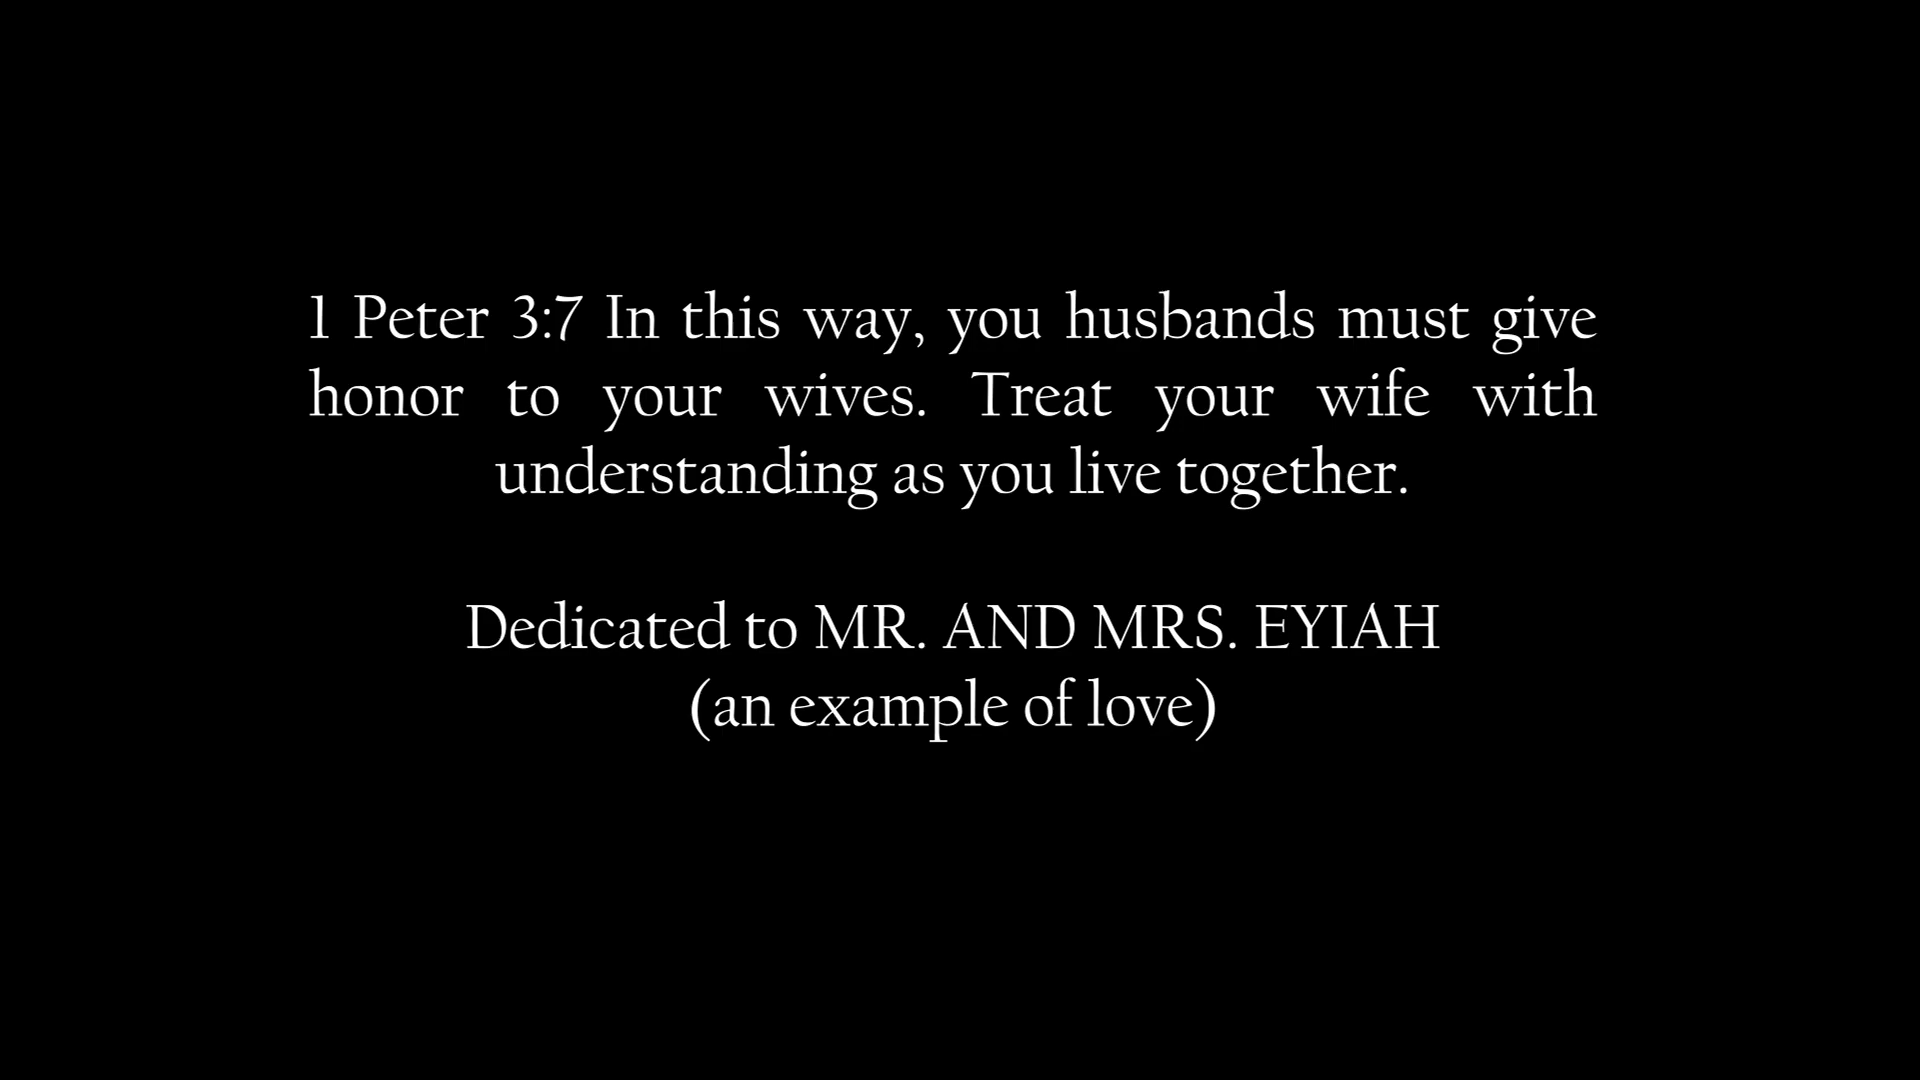 1 Peter 3:7 In this way, you husbands must give
honor to your wives. Treat your wife with
understanding as you live together.
Dedicated to MR. AND MRS. EYIAH
(an example of love)